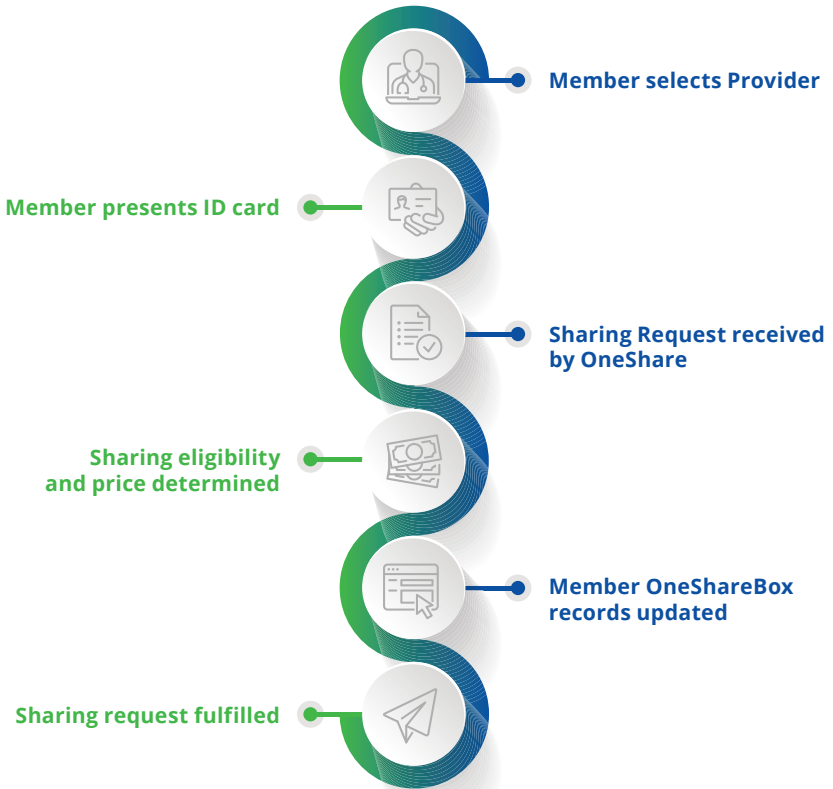 Member selects Provider
Member presents ID card
Sharing Request received
by OneShare
Sharing eligibility
and price determined
Member OneShareBox
records updated
Sharing request fulfilled